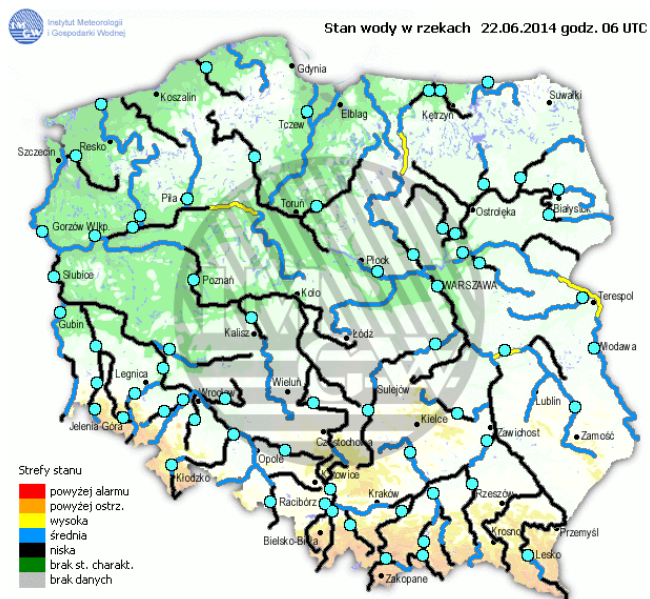 Instytut Meteorologii
i Gospodarki Wodnej
Stan wody w rzekach 22.06.2014 godz. 06 UTC
Gdynia
Suwałki
Koszalin
Elbląg
Kętrzyn
Tczew
Resko
Szczecin
Piła
Toruń
Ostrołęka
Białystok
Gorzów Wlkp.
Płock
Słubice
Poznań
WARSZAWA
Koło
Terespol
Gubin
Kalisz
Łódź
Włodawa
Legnica
Wieluń
Sulejów
Lublin
Wrocław
Jelenia Góra
Kielce
Zawichost
Zamość
Częstochowa
Opole
Kłodzko
Katowice
Racibórz
Kraków
Rzeszów
Krosno
Przemyśl
Bielsko-Biała
Lesko
Zakopane
Strefy stanu
powyżej alarmu
powyżej ostrz.
wysoka
średnia
niska
brak st. charakt.
brak danych